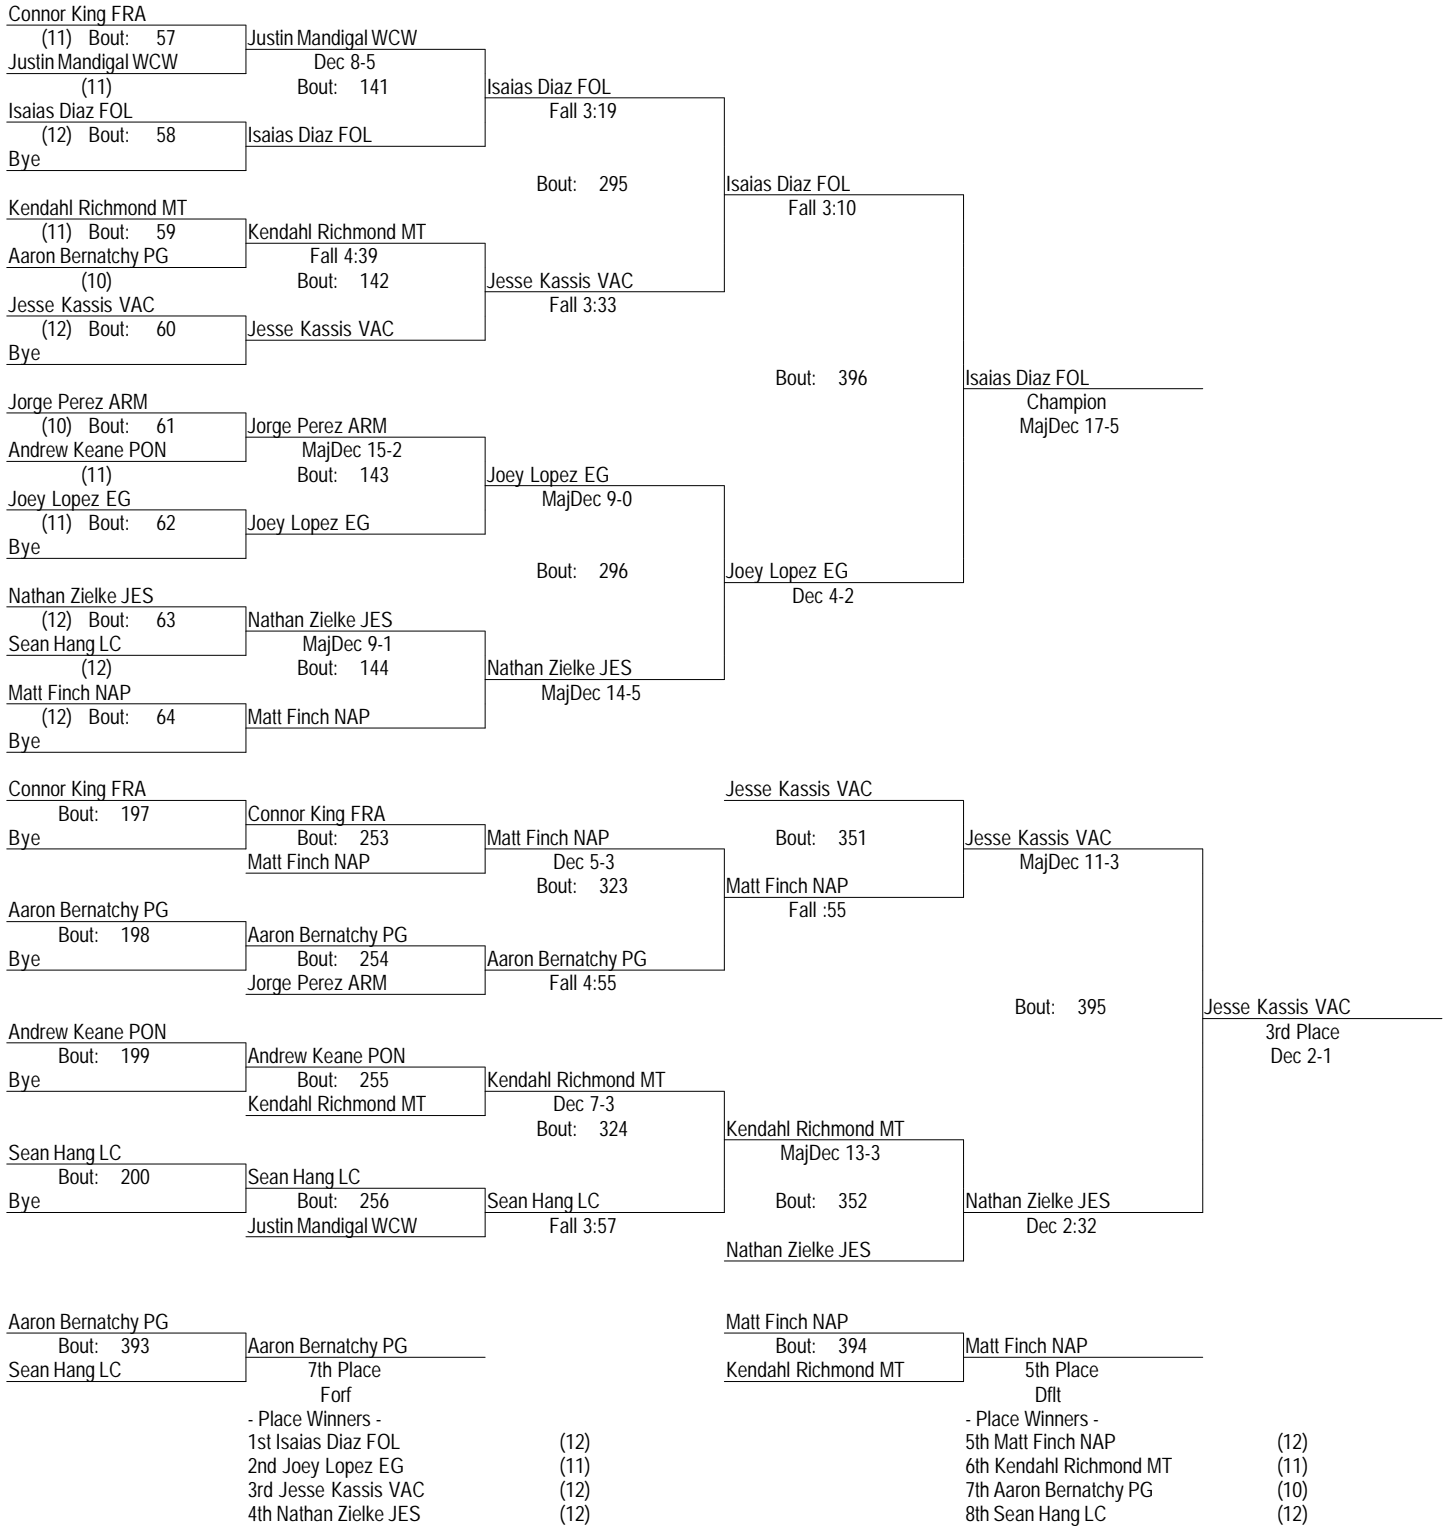 Connor King FRA
(11) Bout: 57 Justin Mandigal WCW
Justin Mandigal WCW Dec 8-5
(11) Bout: 141 Isaias Diaz FOL
Isaias Diaz FOL Fall 3:19
(12) Bout: 58 Isaias Diaz FOL
Bye
Bout: 295 Isaias Diaz FOL
Kendahl Richmond MT Fall 3:10
(11) Bout: 59 Kendahl Richmond MT
Aaron Bernatchy PG Fall 4:39
(10) Bout: 142 Jesse Kassis VAC
Jesse Kassis VAC Fall 3:33
(12) Bout: 60 Jesse Kassis VAC
Bye
Bout: 396 Isaias Diaz FOL
Jorge Perez ARM Champion
(10) Bout: 61 Jorge Perez ARM MajDec 17-5
Andrew Keane PON MajDec 15-2
(11) Bout: 143 Joey Lopez EG
Joey Lopez EG MajDec 9-0
(11) Bout: 62 Joey Lopez EG
Bye
Bout: 296 Joey Lopez EG
Nathan Zielke JES Dec 4-2
(12) Bout: 63 Nathan Zielke JES
Sean Hang LC MajDec 9-1
(12) Bout: 144 Nathan Zielke JES
Matt Finch NAP MajDec 14-5
(12) Bout: 64 Matt Finch NAP
Bye
Connor King FRA Jesse Kassis VAC
Bout: 197 Connor King FRA
Bye Bout: 253 Matt Finch NAP Bout: 351 Jesse Kassis VAC
Matt Finch NAP Dec 5-3 MajDec 11-3
Bout: 323 Matt Finch NAP
Aaron Bernatchy PG Fall :55
Bout: 198 Aaron Bernatchy PG
Bye Bout: 254 Aaron Bernatchy PG
Jorge Perez ARM Fall 4:55
Bout: 395 Jesse Kassis VAC
Andrew Keane PON 3rd Place
Bout: 199 Andrew Keane PON Dec 2-1
Bye Bout: 255 Kendahl Richmond MT
Kendahl Richmond MT Dec 7-3
Bout: 324 Kendahl Richmond MT
Sean Hang LC MajDec 13-3
Bout: 200 Sean Hang LC
Bye Bout: 256 Sean Hang LC Bout: 352 Nathan Zielke JES
Justin Mandigal WCW Fall 3:57 Dec 2:32
Nathan Zielke JES
Aaron Bernatchy PG Matt Finch NAP
Bout: 393 Aaron Bernatchy PG Bout: 394 Matt Finch NAP
Sean Hang LC 7th Place Kendahl Richmond MT 5th Place
Forf Dflt
- Place Winners - - Place Winners -
1st Isaias Diaz FOL (12) 5th Matt Finch NAP (12)
2nd Joey Lopez EG (11) 6th Kendahl Richmond MT (11)
3rd Jesse Kassis VAC (12) 7th Aaron Bernatchy PG (10)
4th Nathan Zielke JES (12) 8th Sean Hang LC (12)